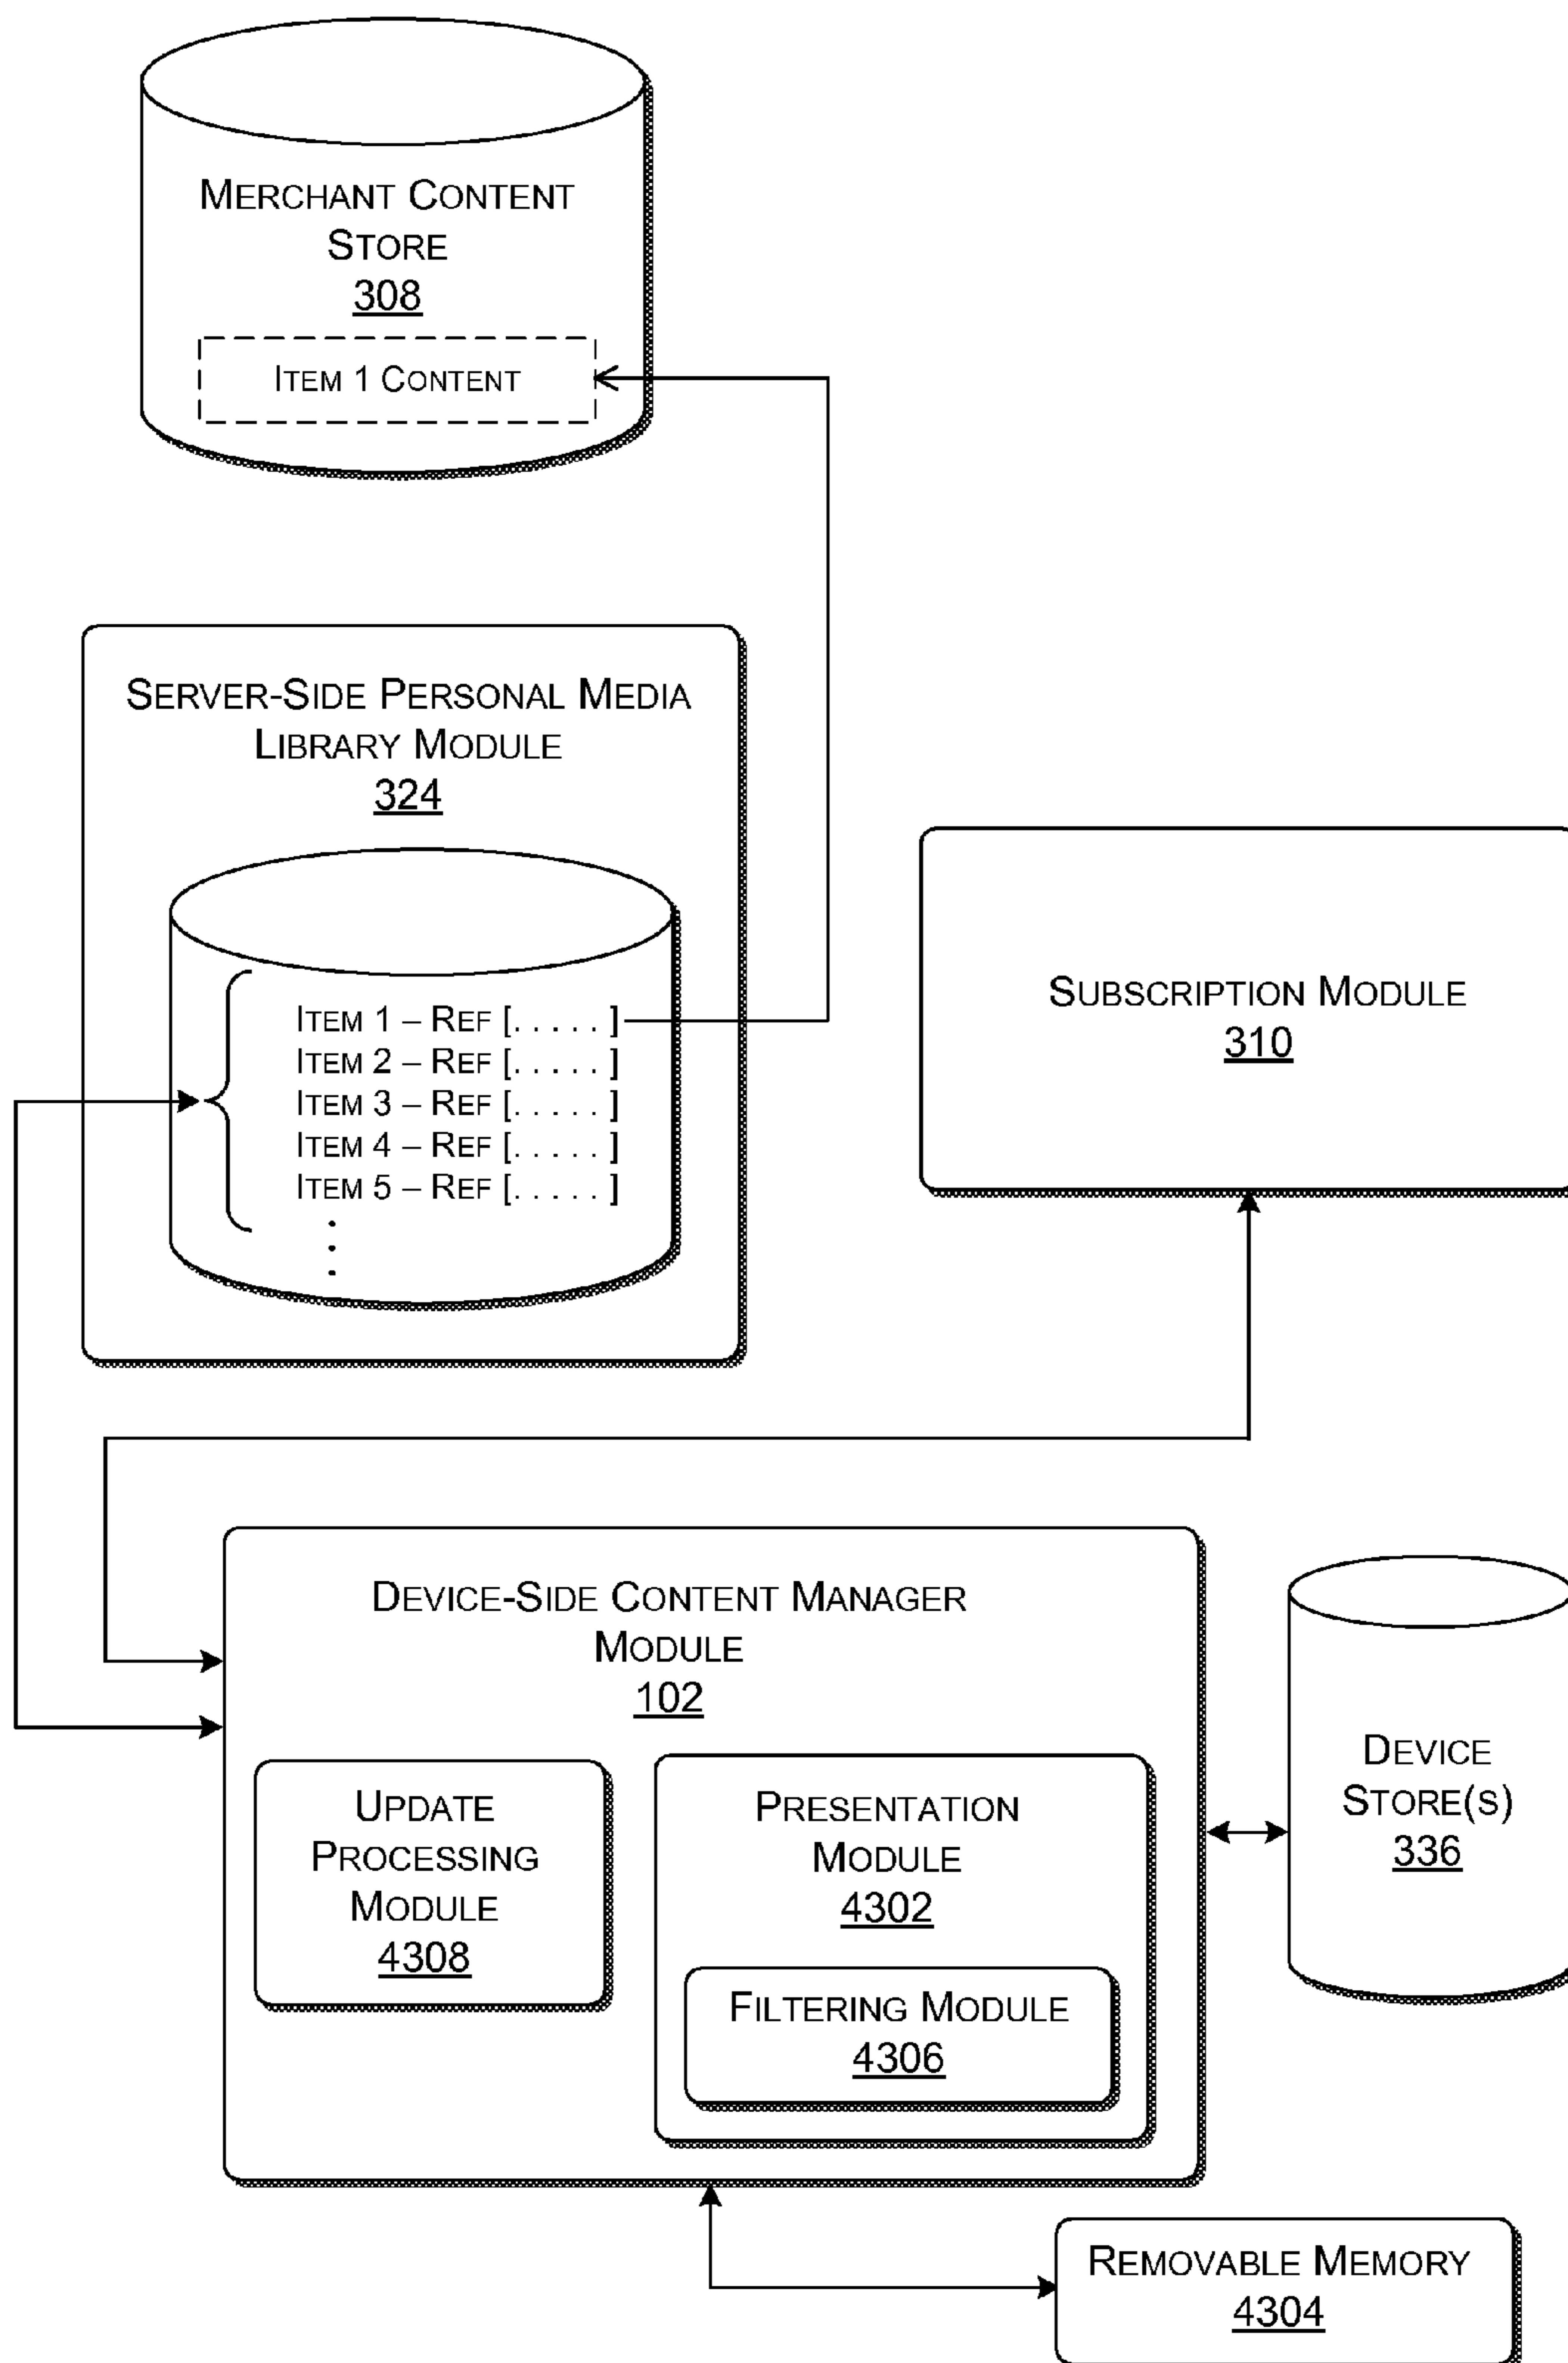 MERCHANT CONTENT
STORE
308
ITEM 1 CONTENT
SERVER-SIDE PERSONAL MEDIA
LIBRARY MODULE
324
ITEM 1 – REF [. . . . . ]
ITEM 2 – REF [. . . . . ]
ITEM 3 – REF [. . . . . ]
ITEM 4 – REF [. . . . . ]
ITEM 5 – REF [. . . . . ]
SUBSCRIPTION MODULE
310
DEVICE-SIDE CONTENT MANAGER
MODULE
102
UPDATE
PROCESSING
MODULE
4308
PRESENTATION
MODULE
4302
FILTERING MODULE
4306
DEVICE
STORE(S)
336
REMOVABLE MEMORY
4304